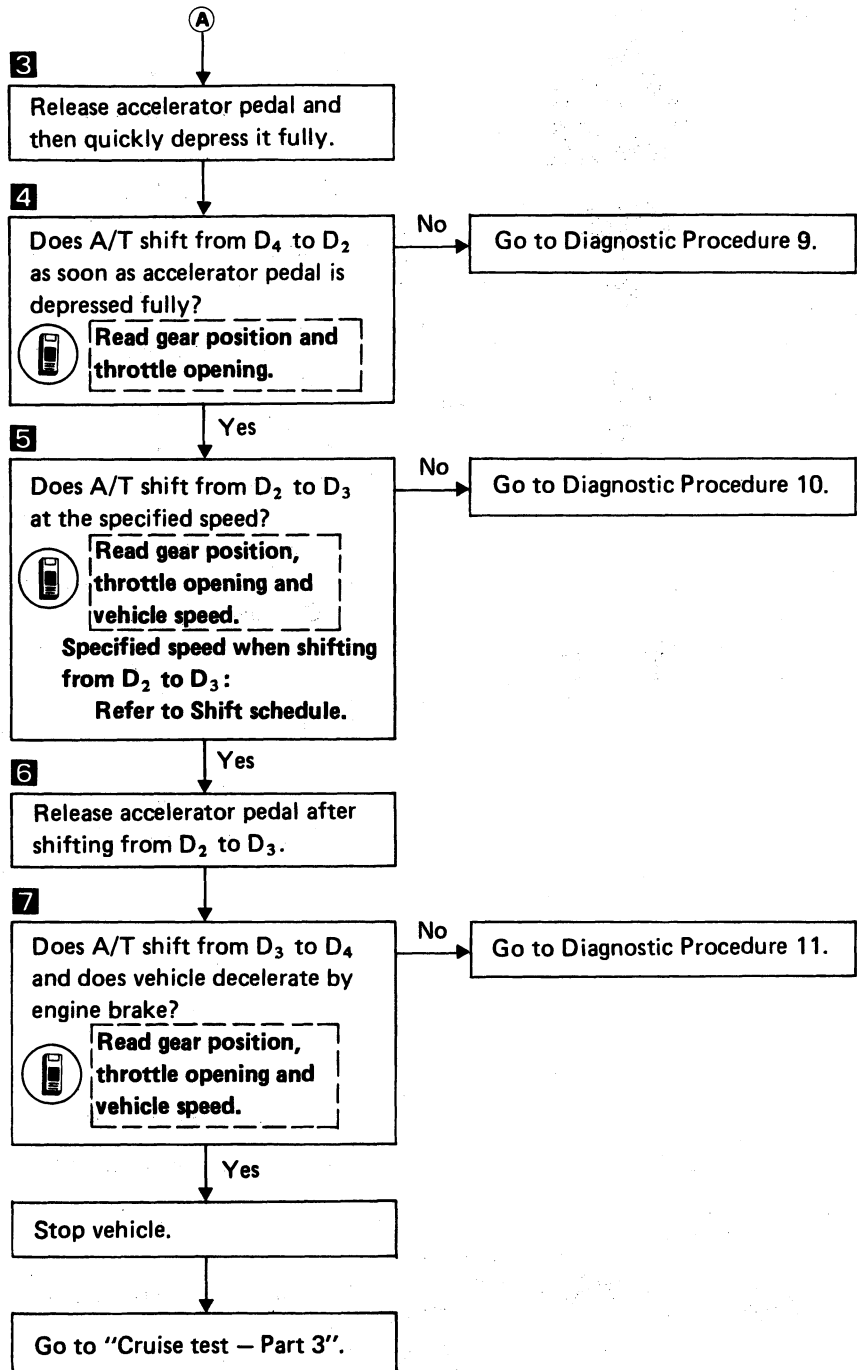 A
3
Release accelerator pedal and
then quickly depress it fully.
4
Does A/T shift from D₄ to D₂
as soon as accelerator pedal is
depressed fully?
Read gear position and
throttle opening.
No
Go to Diagnostic Procedure 9.
Yes
5
Does A/T shift from D₂ to D₃
at the specified speed?
Read gear position,
throttle opening and
vehicle speed.
Specified speed when shifting
from D₂ to D₃:
Refer to Shift schedule.
No
Go to Diagnostic Procedure 10.
Yes
6
Release accelerator pedal after
shifting from D₂ to D₃.
7
Does A/T shift from D₃ to D₄
and does vehicle decelerate by
engine brake?
Read gear position,
throttle opening and
vehicle speed.
No
Go to Diagnostic Procedure 11.
Yes
Stop vehicle.
Go to "Cruise test — Part 3".